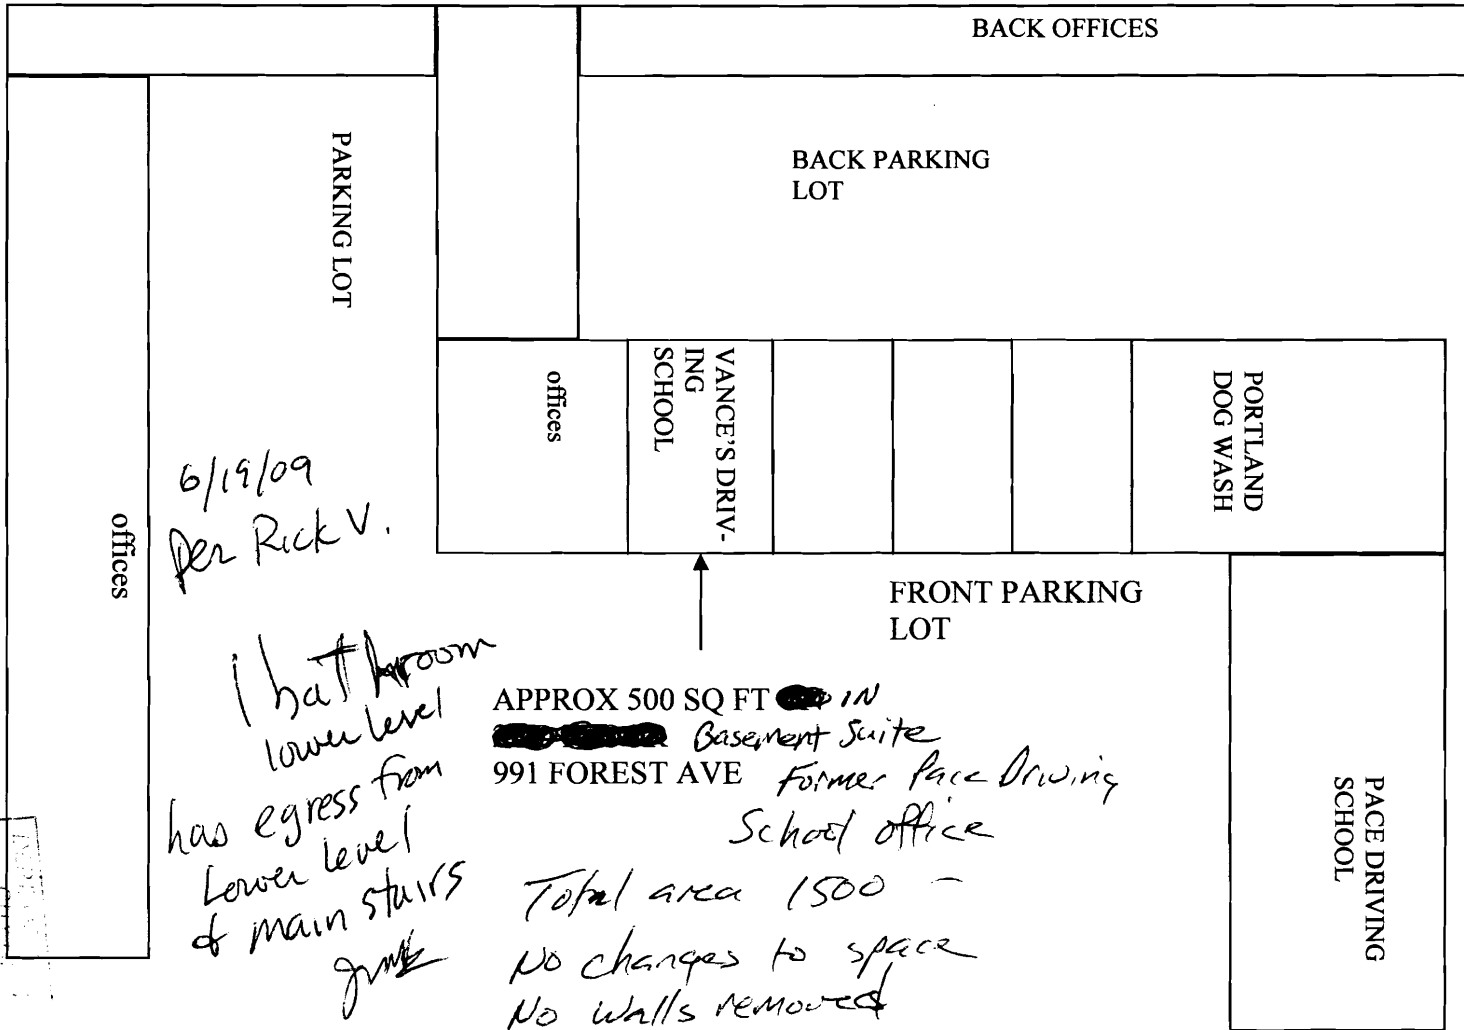 BACK OFFICES
PARKING LOT
BACK PARKING
LOT
offices
VANCE'S DRIV-
ING
SCHOOL
PORTLAND
DOG WASH
offices
6/19/09
Per Rick V.
FRONT PARKING
LOT
1 bathroom
lower level
has egress from
Lower level
& main stairs
APPROX 500 SQ FT IN
Basement Suite
991 FOREST AVE Former Pace Driving
School office
Total area 1500 -
No changes to space
No walls removed
PACE DRIVING
SCHOOL